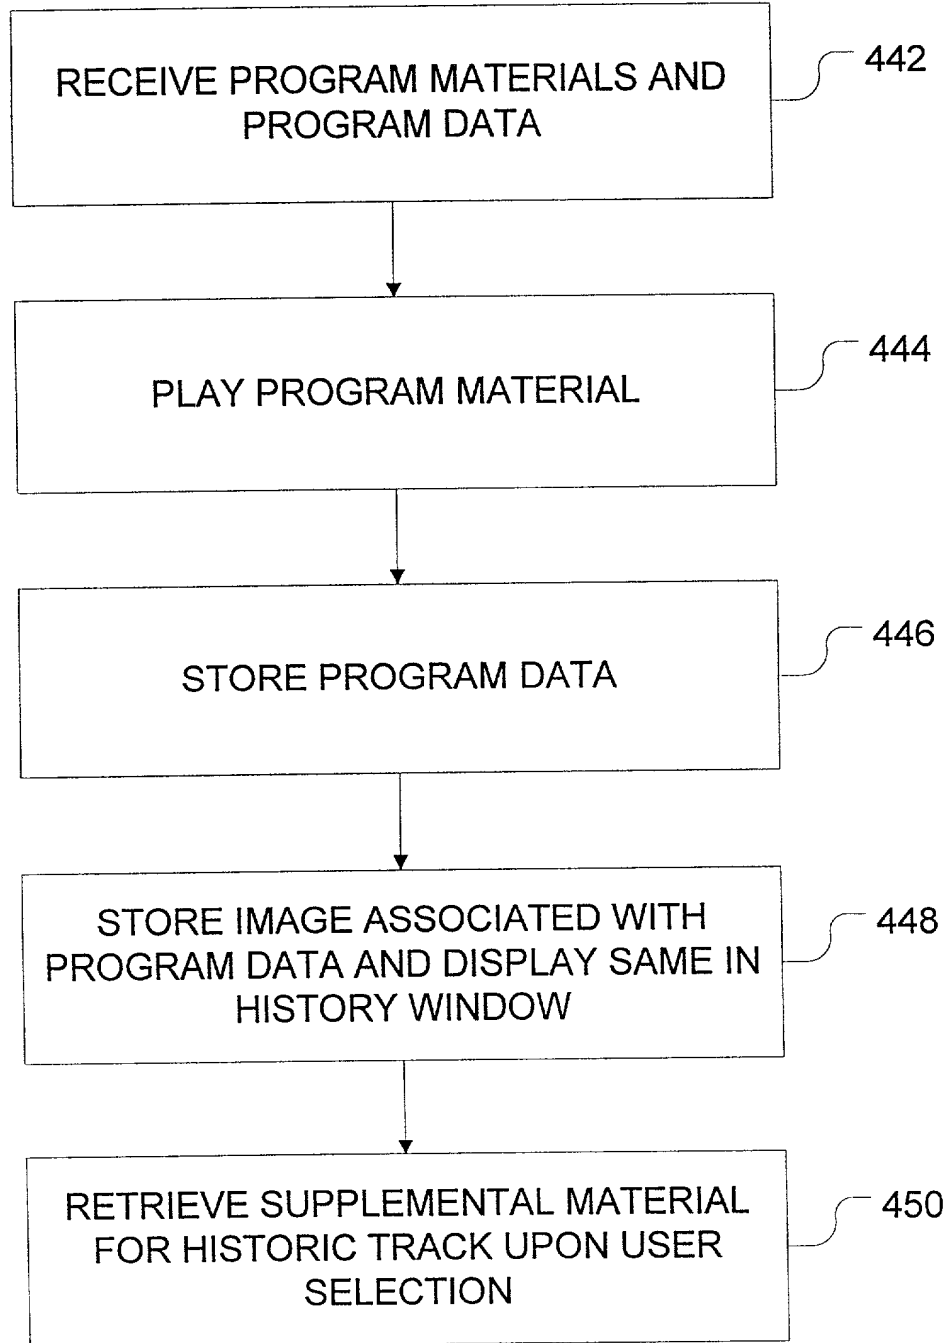 RECEIVE PROGRAM MATERIALS AND
PROGRAM DATA
442
PLAY PROGRAM MATERIAL
444
STORE PROGRAM DATA
446
STORE IMAGE ASSOCIATED WITH
PROGRAM DATA AND DISPLAY SAME IN
HISTORY WINDOW
448
RETRIEVE SUPPLEMENTAL MATERIAL
FOR HISTORIC TRACK UPON USER
SELECTION
450